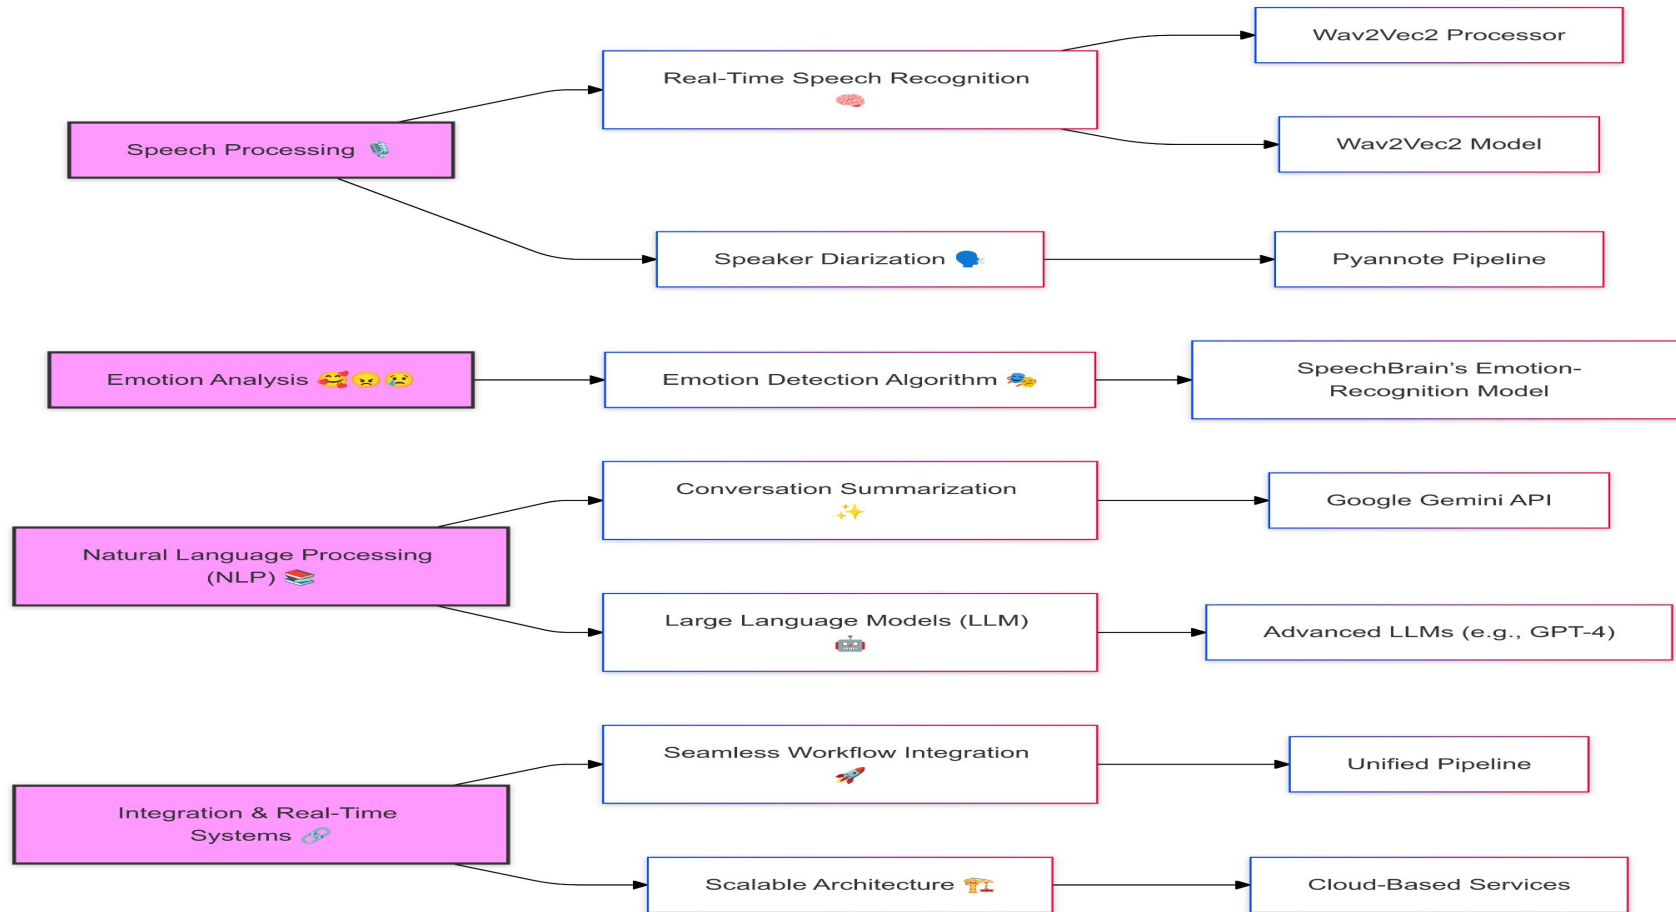 Speech Processing 🎙️
Real-Time Speech Recognition
🧠
Wav2Vec2 Processor
Wav2Vec2 Model
Speaker Diarization 🗣️
Pyannote Pipeline
Emotion Analysis 🥰😠😢
Emotion Detection Algorithm 🎭
SpeechBrain’s Emotion-
Recognition Model
Natural Language Processing
(NLP) 📚
Conversation Summarization
✨
Google Gemini API
Large Language Models (LLM)
🤖
Advanced LLMs (e.g., GPT-4)
Integration & Real-Time
Systems 🔗
Seamless Workflow Integration
🚀
Unified Pipeline
Scalable Architecture 🏗️
Cloud-Based Services